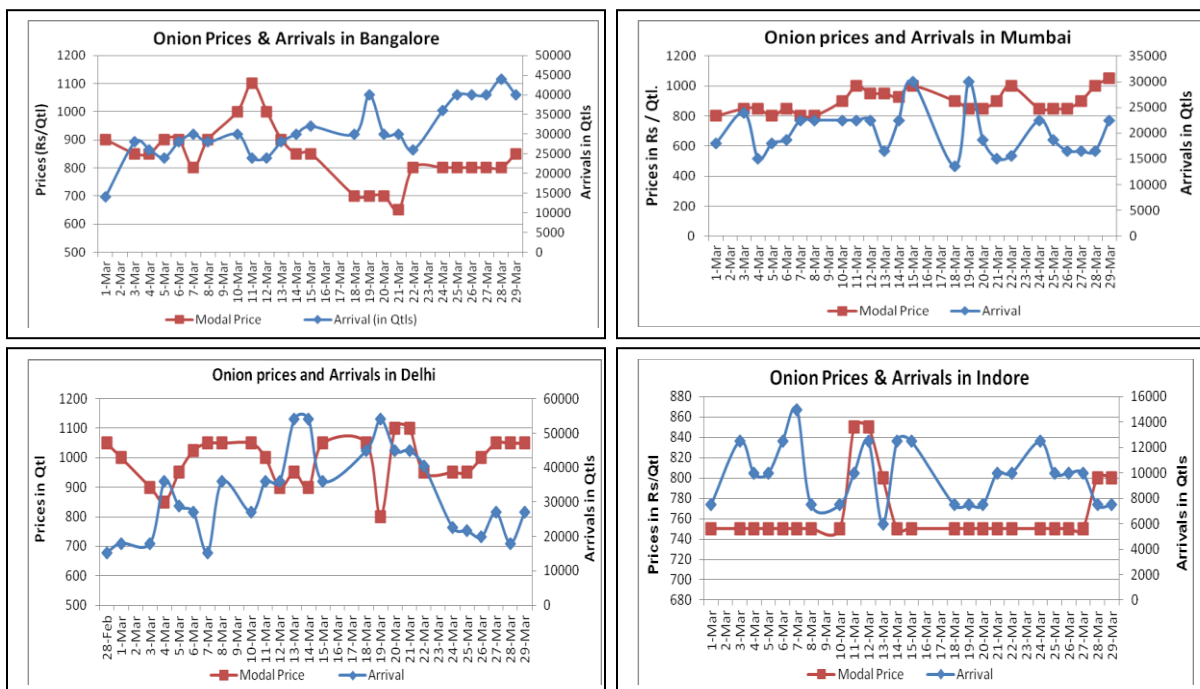 Onion Prices & Arrivals in Bangalore
Prices (Rs/Qtl)
1200
1100
1000
900
800
700
600
500
50000
45000
40000
35000
30000
25000
20000
15000
10000
5000
0
Arrivals in Qtls
1-Mar
2-Mar
3-Mar
4-Mar
5-Mar
6-Mar
7-Mar
8-Mar
9-Mar
10-Mar
11-Mar
12-Mar
13-Mar
14-Mar
15-Mar
16-Mar
17-Mar
18-Mar
19-Mar
20-Mar
21-Mar
22-Mar
23-Mar
24-Mar
25-Mar
26-Mar
27-Mar
28-Mar
29-Mar
Modal Price
Arrival (in Qtls)
Onion prices and Arrivals in Mumbai
Prices in Rs / Qtl.
1200
1000
800
600
400
200
0
35000
30000
25000
20000
15000
10000
5000
0
Arrivals in Qtls
1-Mar
2-Mar
3-Mar
4-Mar
5-Mar
6-Mar
7-Mar
8-Mar
9-Mar
10-Mar
11-Mar
12-Mar
13-Mar
14-Mar
15-Mar
16-Mar
17-Mar
18-Mar
19-Mar
20-Mar
21-Mar
22-Mar
23-Mar
24-Mar
25-Mar
26-Mar
27-Mar
28-Mar
29-Mar
Modal Price
Arrival
Onion prices and Arrivals in Delhi
Prices in Qtl
1200
1100
1000
900
800
700
600
500
60000
50000
40000
30000
20000
10000
0
Arrivals in Qtls
28-Feb
1-Mar
2-Mar
3-Mar
4-Mar
5-Mar
6-Mar
7-Mar
8-Mar
9-Mar
10-Mar
11-Mar
12-Mar
13-Mar
14-Mar
15-Mar
16-Mar
17-Mar
18-Mar
19-Mar
20-Mar
21-Mar
22-Mar
23-Mar
24-Mar
25-Mar
26-Mar
27-Mar
28-Mar
29-Mar
Modal Price
Arrival
Onion Prices & Arrivals in Indore
Prices in Rs/Qtl
880
860
840
820
800
780
760
740
720
700
680
16000
14000
12000
10000
8000
6000
4000
2000
0
Arrivals in Qtls
1-Mar
2-Mar
3-Mar
4-Mar
5-Mar
6-Mar
7-Mar
8-Mar
9-Mar
10-Mar
11-Mar
12-Mar
13-Mar
14-Mar
15-Mar
16-Mar
17-Mar
18-Mar
19-Mar
20-Mar
21-Mar
22-Mar
23-Mar
24-Mar
25-Mar
26-Mar
27-Mar
28-Mar
29-Mar
Modal Price
Arrival